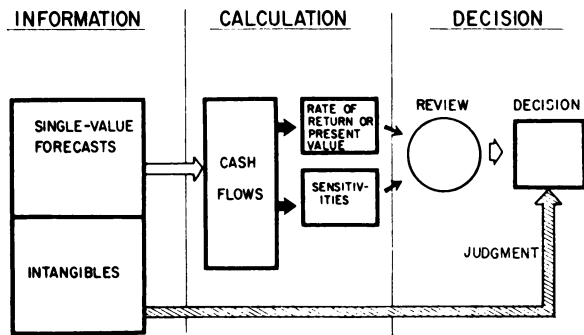 INFORMATION
CALCULATION
DECISION
SINGLE-VALUE
FORECASTS
INTANGIBLES
CASH
FLOWS
RATE OF
RETURN OR
PRESENT
VALUE
SENSITIV-
ITIES
REVIEW
DECISION
JUDGMENT